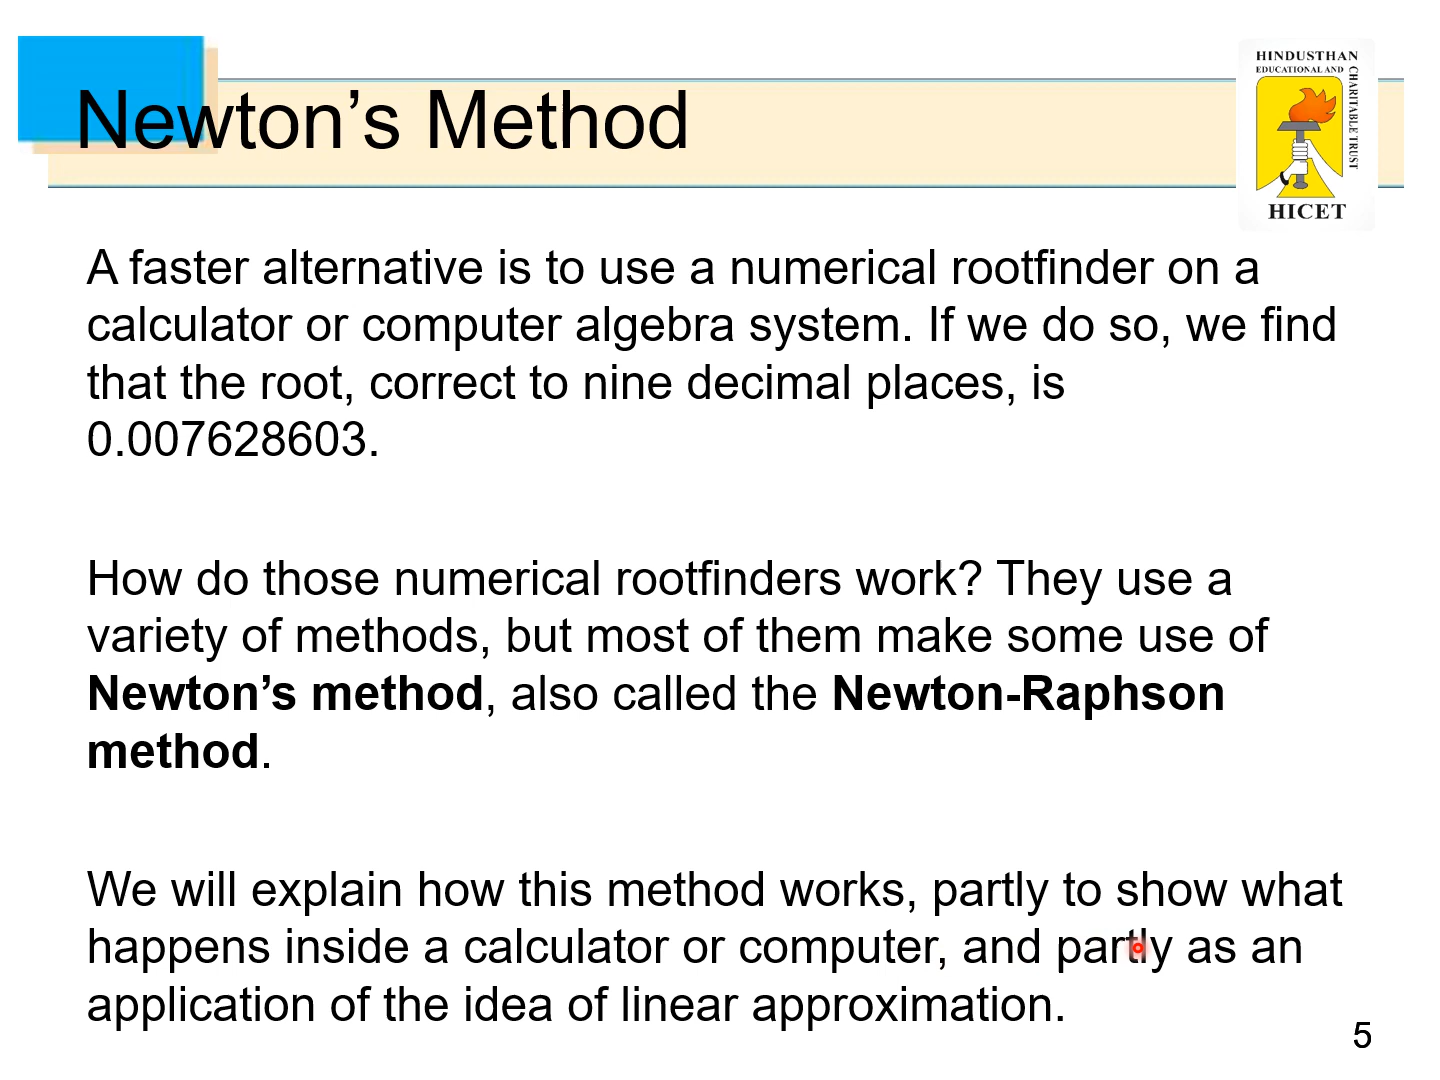 Newton’s Method
HINDUSTHAN
EDUCATIONAL AND
CHARITABLE TRUST
HICET
A faster alternative is to use a numerical rootfinder on a
calculator or computer algebra system. If we do so, we find
that the root, correct to nine decimal places, is
0.007628603.
How do those numerical rootfinders work? They use a
variety of methods, but most of them make some use of
Newton’s method, also called the Newton-Raphson
method.
We will explain how this method works, partly to show what
happens inside a calculator or computer, and partly as an
application of the idea of linear approximation.
5